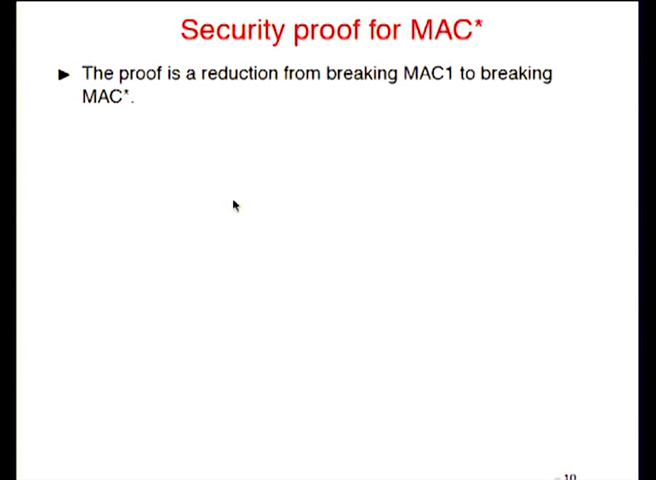 Security proof for MAC*
The proof is a reduction from breaking MAC1 to breaking
MAC*.